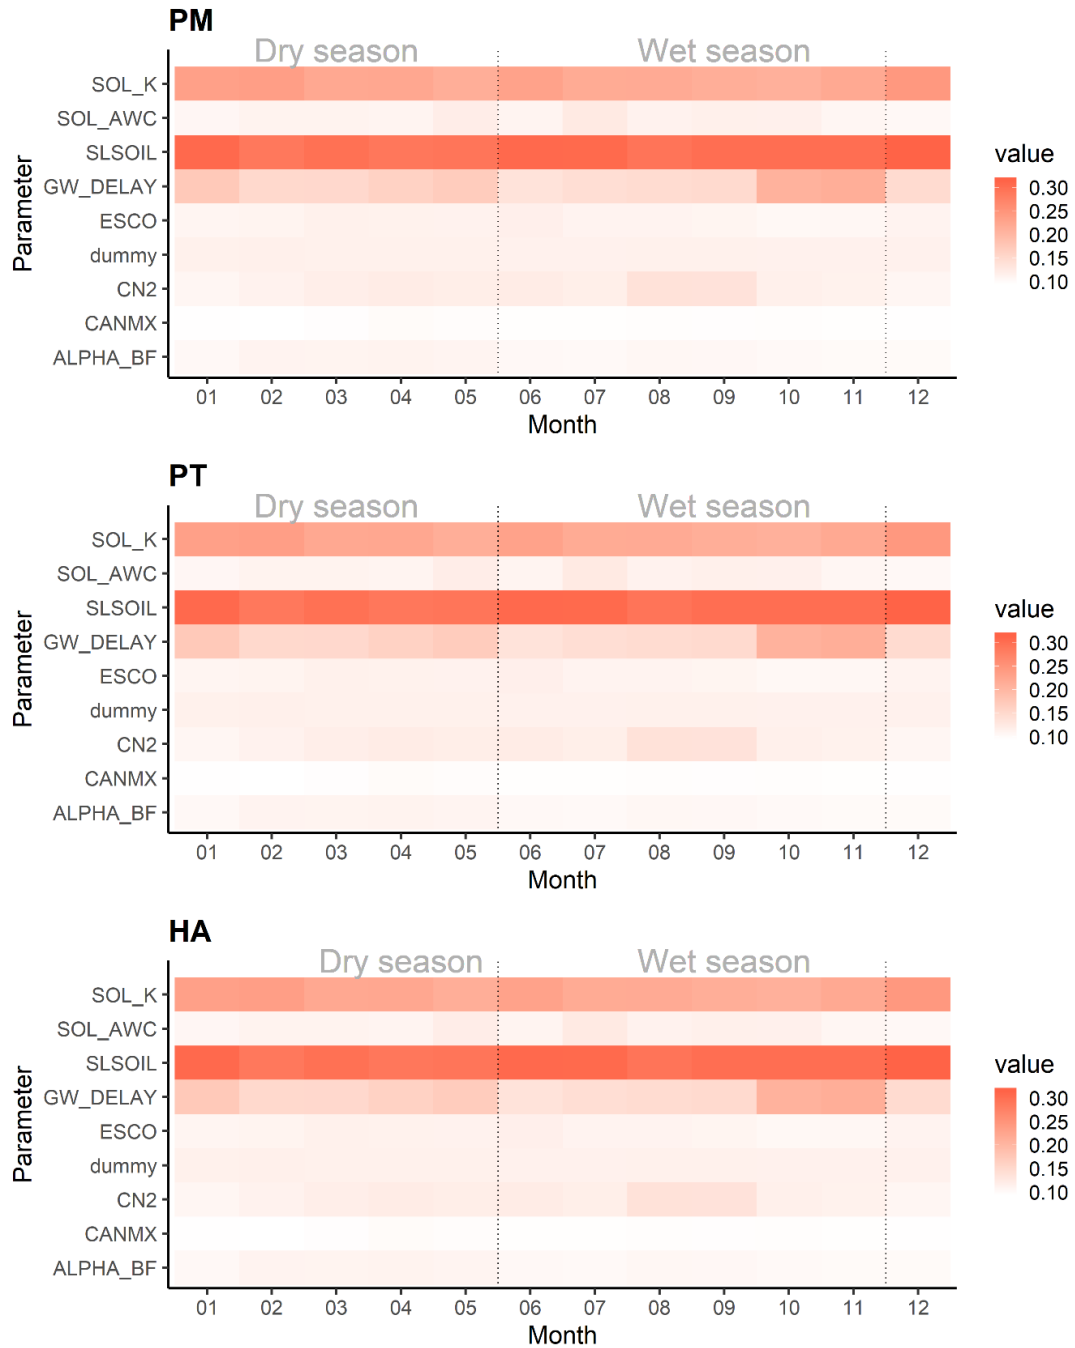 PM
Dry season Wet season
SOL_K
SOL_AWC
SLSOIL
GW_DELAY
ESCO
dummy
CN2
CANMX
ALPHA_BF
Parameter
01 02 03 04 05 06 07 08 09 10 11 12
Month
value
0.30
0.25
0.20
0.15
0.10
PT
Dry season Wet season
SOL_K
SOL_AWC
SLSOIL
GW_DELAY
ESCO
dummy
CN2
CANMX
ALPHA_BF
Parameter
01 02 03 04 05 06 07 08 09 10 11 12
Month
value
0.30
0.25
0.20
0.15
0.10
HA
Dry season Wet season
SOL_K
SOL_AWC
SLSOIL
GW_DELAY
ESCO
dummy
CN2
CANMX
ALPHA_BF
Parameter
01 02 03 04 05 06 07 08 09 10 11 12
Month
value
0.30
0.25
0.20
0.15
0.10